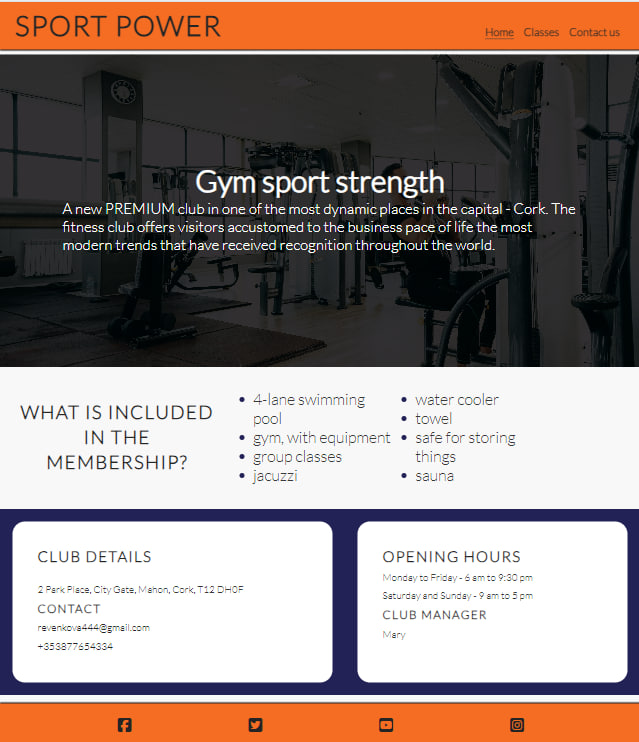 SPORT POWER
Home Classes Contact us
Gym sport strength
A new PREMIUM club in one of the most dynamic places in the capital - Cork. The
fitness club offers visitors accustomed to the business pace of life the most
modern trends that have received recognition throughout the world.
WHAT IS INCLUDED
IN THE
MEMBERSHIP?
• 4-lane swimming
pool
• gym, with equipment
• group classes
• jacuzzi
• water cooler
• towel
• safe for storing
things
• sauna
CLUB DETAILS
2 Park Place, City Gate, Mahon, Cork, T12 DH0F
CONTACT
revenkova444@gmail.com
+353877654334
OPENING HOURS
Monday to Friday - 6 am to 9:30 pm
Saturday and Sunday - 9 am to 5 pm
CLUB MANAGER
Mary